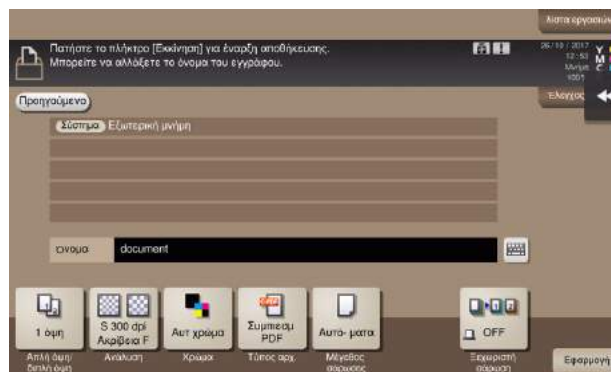 λίστα εργασιών
Πατήστε το πλήκτρο [Εκκίνηση] για έναρξη αποθήκευσης.
Μπορείτε να αλλάξετε το όνομα του εγγράφου.
26/10/2017
12:53
Μνήμη
100%
Y
M
C
Έλεγχος
Προηγούμενο
Σύστημα Εξωτερική μνήμη
όνομα document
1 όψη
S 300 dpi
Ακρίβεια F
Αυτ χρώμα
Συμπιεσμ
PDF
Αυτό- ματα
OFF
Απλή όψη/
διπλή όψη
Ανάλυση
Χρώμα
Τύπος αρχ.
Μέγεθος
σάρωσης
Ξεχωριστή
σάρωση
Εφαρμογή